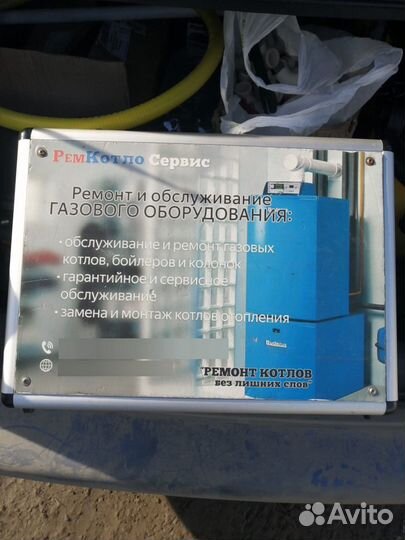 РемКотло Сервис
Ремонт и обслуживание
ГАЗОВОГО ОБОРУДОВАНИЯ:
• обслуживание и ремонт газовых
котлов, бойлеров и колонок
• гарантийное и сервисное
обслуживание
• замена и монтаж котлов отопления
"РЕМОНТ КОТЛОВ
БЕЗ ЛИШНИХ СЛОВ"
Avito